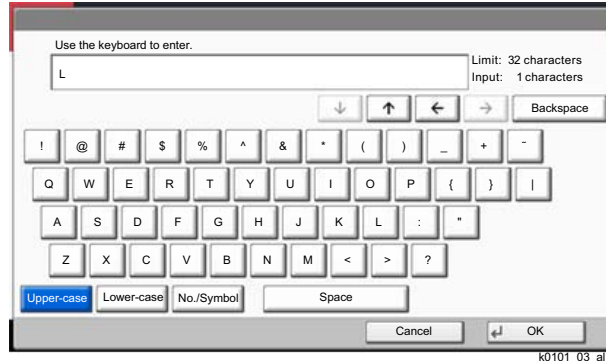 Use the keyboard to enter.
L
Limit: 32 characters
Input: 1 characters
Backspace
! @ # $ % ^ & * ( ) _ + ~
Q W E R T Y U I O P { } |
A S D F G H J K L : "
Z X C V B N M < > ?
Upper-case Lower-case No./Symbol Space
Cancel OK
k0101_03_al